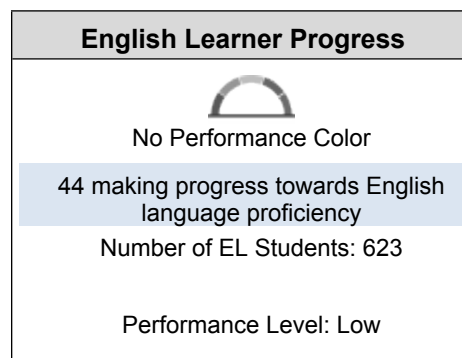 English Learner Progress
No Performance Color
44 making progress towards English
language proficiency
Number of EL Students: 623
Performance Level: Low